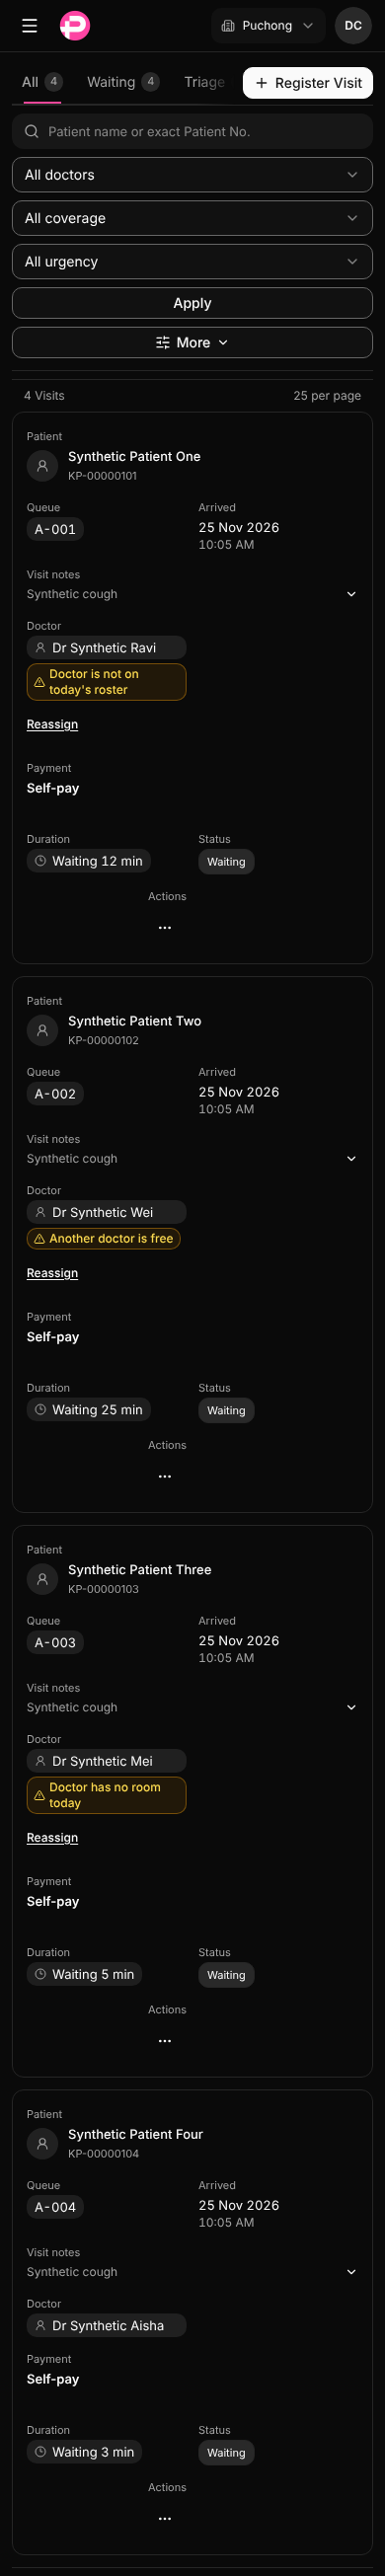 Puchong
DC
All 4 Waiting 4 Triage
+ Register Visit
Patient name or exact Patient No.
All doctors
All coverage
All urgency
Apply
More
4 Visits 25 per page
Patient
Synthetic Patient One
KP-00000101
Queue Arrived
A-001 25 Nov 2026
10:05 AM
Visit notes
Synthetic cough
Doctor
Dr Synthetic Ravi
Doctor is not on
today's roster
Reassign
Payment
Self-pay
Duration Status
Waiting 12 min Waiting
Actions
...
Patient
Synthetic Patient Two
KP-00000102
Queue Arrived
A-002 25 Nov 2026
10:05 AM
Visit notes
Synthetic cough
Doctor
Dr Synthetic Wei
Another doctor is free
Reassign
Payment
Self-pay
Duration Status
Waiting 25 min Waiting
Actions
...
Patient
Synthetic Patient Three
KP-00000103
Queue Arrived
A-003 25 Nov 2026
10:05 AM
Visit notes
Synthetic cough
Doctor
Dr Synthetic Mei
Doctor has no room
today
Reassign
Payment
Self-pay
Duration Status
Waiting 5 min Waiting
Actions
...
Patient
Synthetic Patient Four
KP-00000104
Queue Arrived
A-004 25 Nov 2026
10:05 AM
Visit notes
Synthetic cough
Doctor
Dr Synthetic Aisha
Payment
Self-pay
Duration Status
Waiting 3 min Waiting
Actions
...